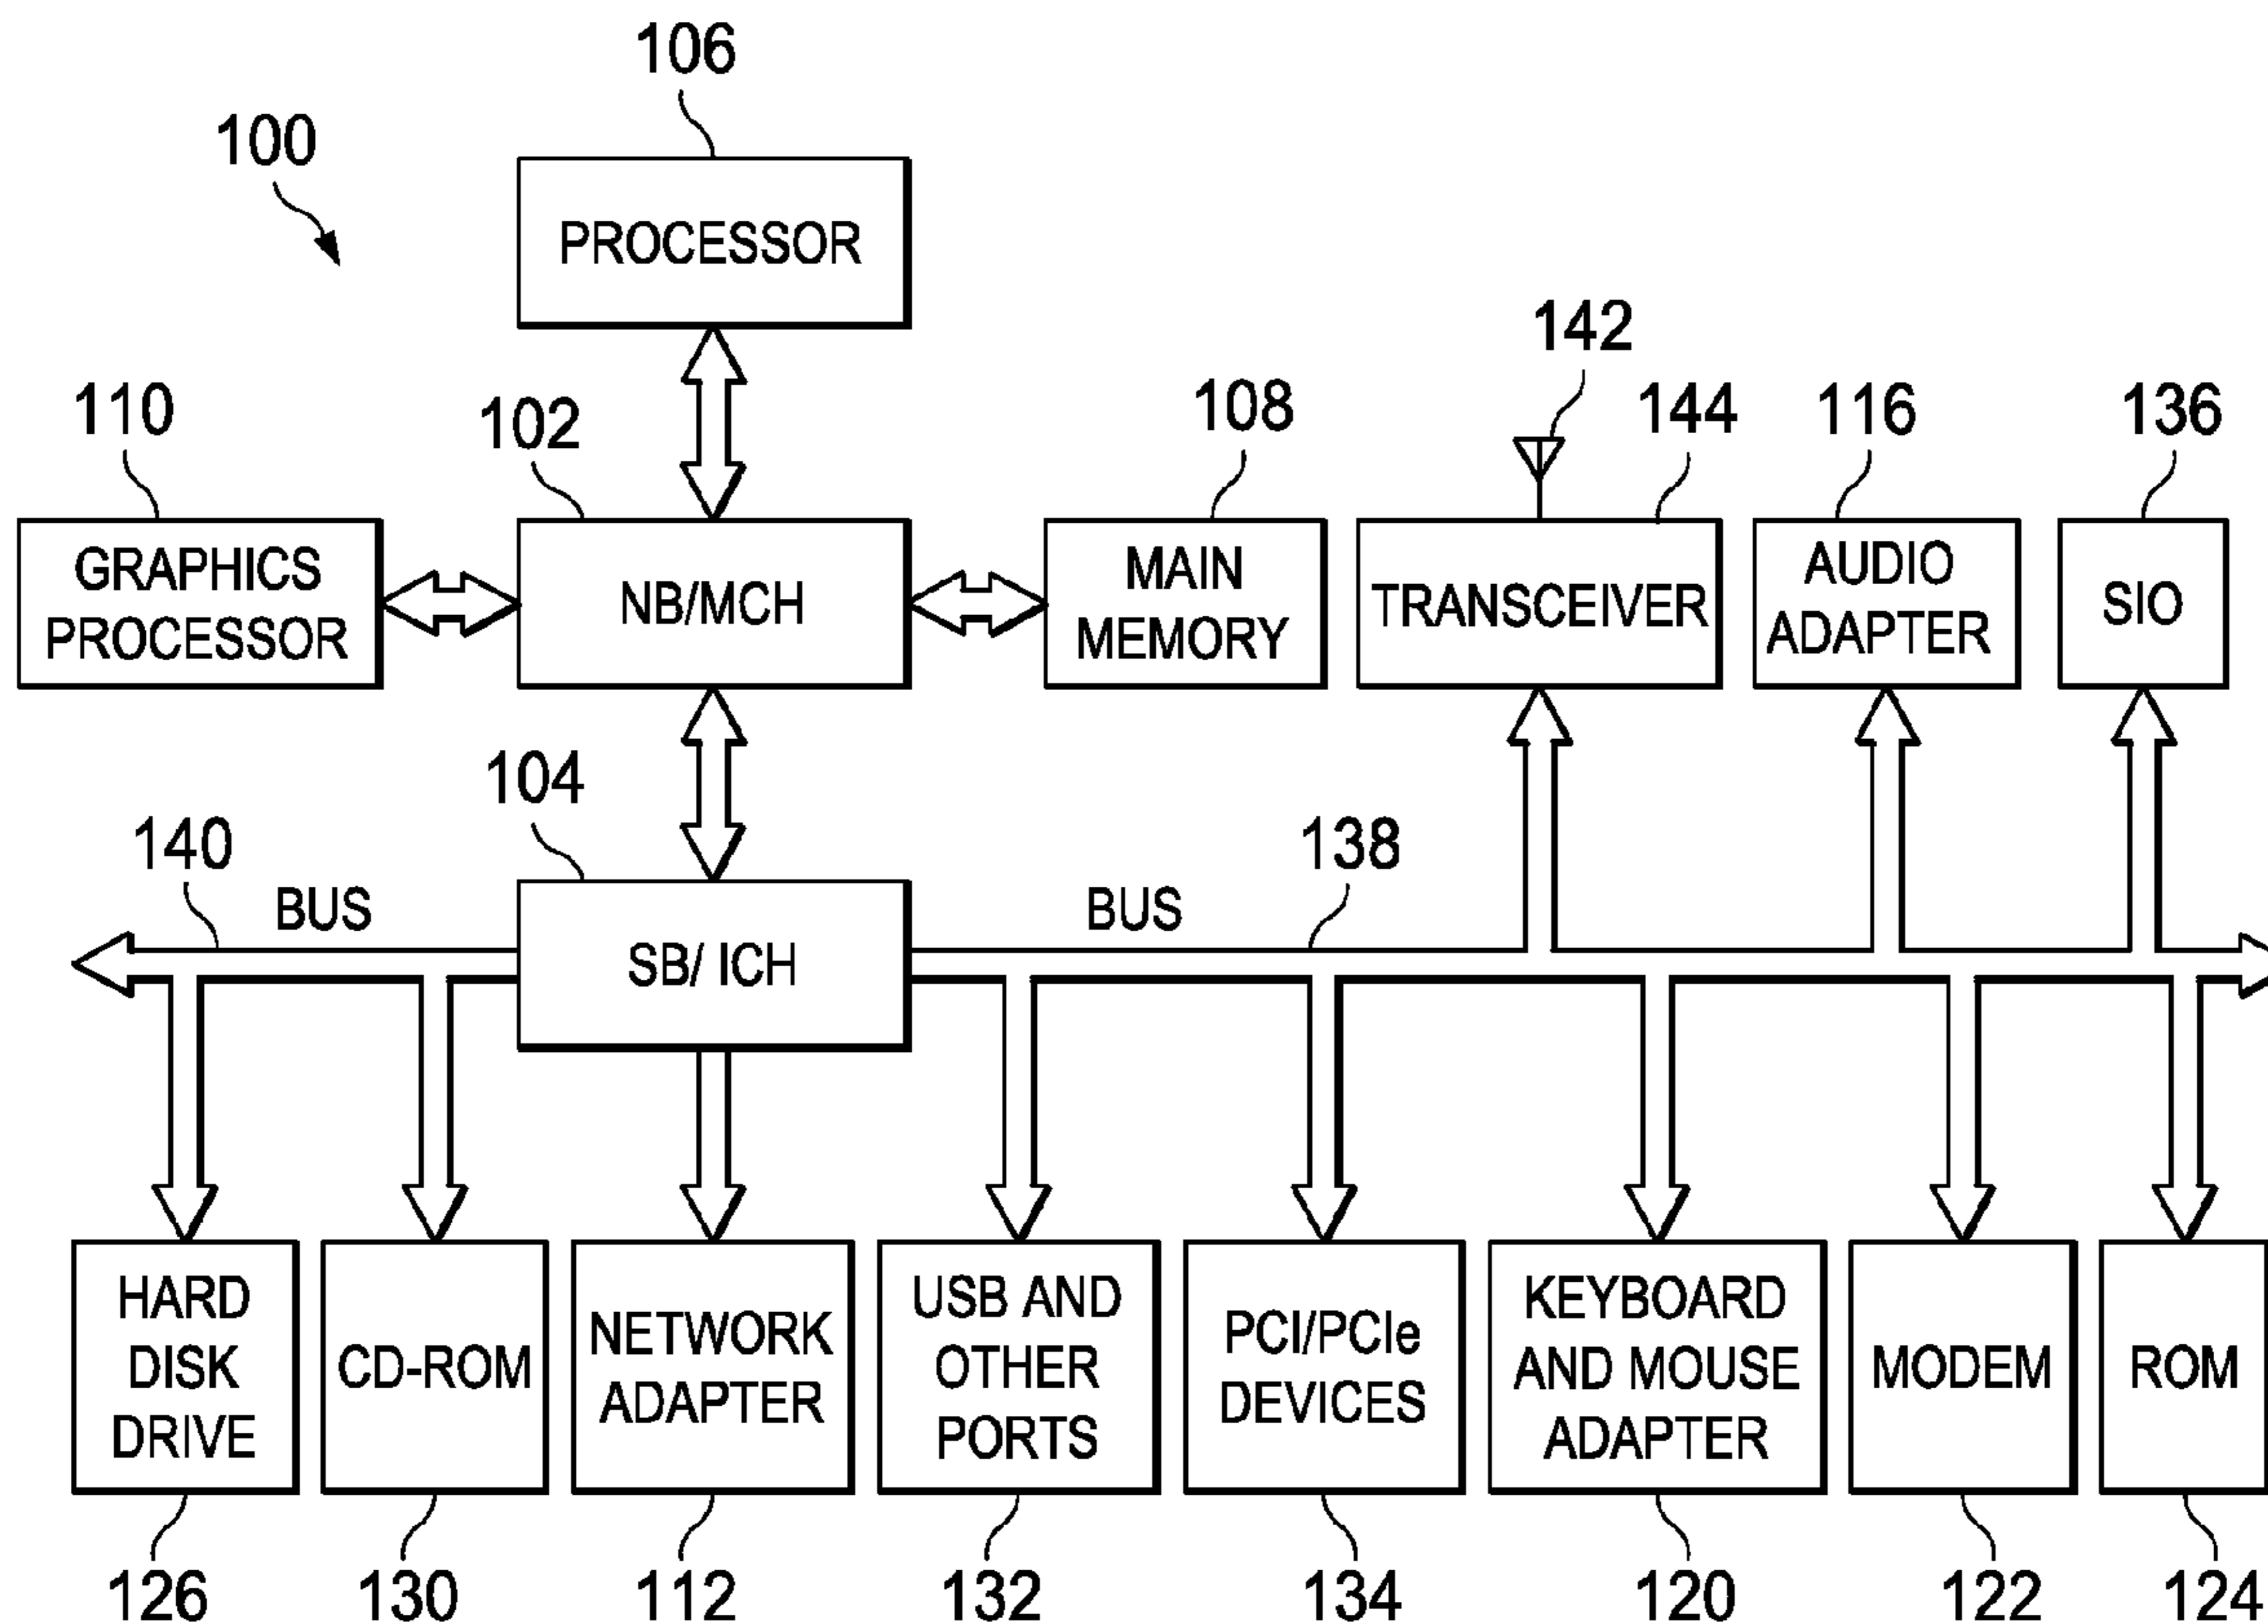 106
100
PROCESSOR
142
110
102
108
144
116
136
GRAPHICS
PROCESSOR
NB/MCH
MAIN
MEMORY
TRANSCEIVER
AUDIO
ADAPTER
SIO
104
140
138
BUS
BUS
SB/ ICH
HARD
DISK
DRIVE
CD-ROM
NETWORK
ADAPTER
USB AND
OTHER
PORTS
PCI/PCIe
DEVICES
KEYBOARD
AND MOUSE
ADAPTER
MODEM
ROM
126
130
112
132
134
120
122
124